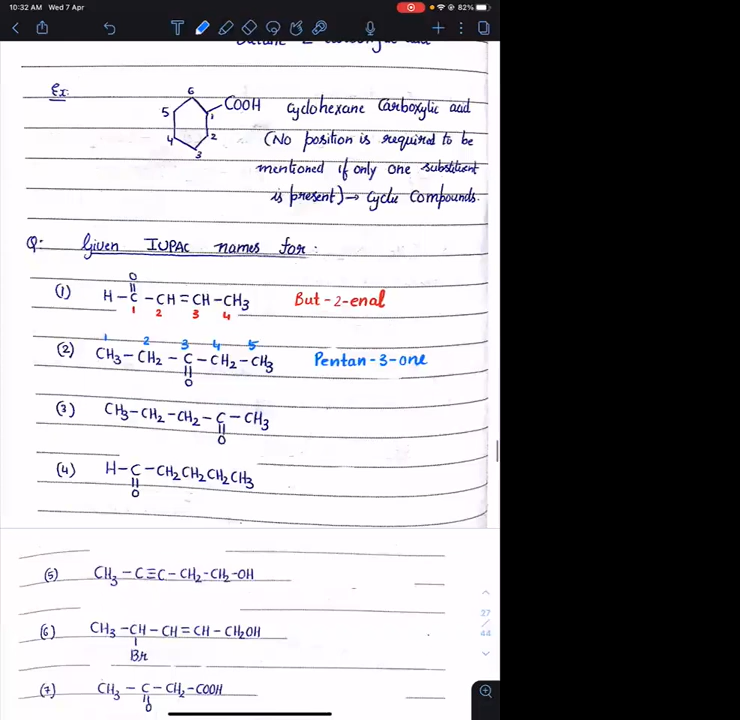 10:32 AM Wed 7 Apr
82%
Ex:
6
5
1
4
2
3
COOH
Cyclohexane Carboxylic acid
(No position is required to be
mentioned if only one substituent
is present) → Cyclic Compounds.
Q: Given IUPAC names for:
O
(1) H – C – CH = CH – CH3 But-2-enal
1 2 3 4
1 2 3 4 5
(2) CH3 – CH2 – C – CH2 – CH3 Pentan-3-one
O
(3) CH3 – CH2 – CH2 – C – CH3
O
(4) H – C – CH2CH2CH2CH3
O
(5) CH3 – C ≡ C – CH2 – CH2 – OH
(6) CH3 – CH – CH = CH – CH2OH
Br
(7) CH3 – C – CH2 – COOH
O
27
/
44